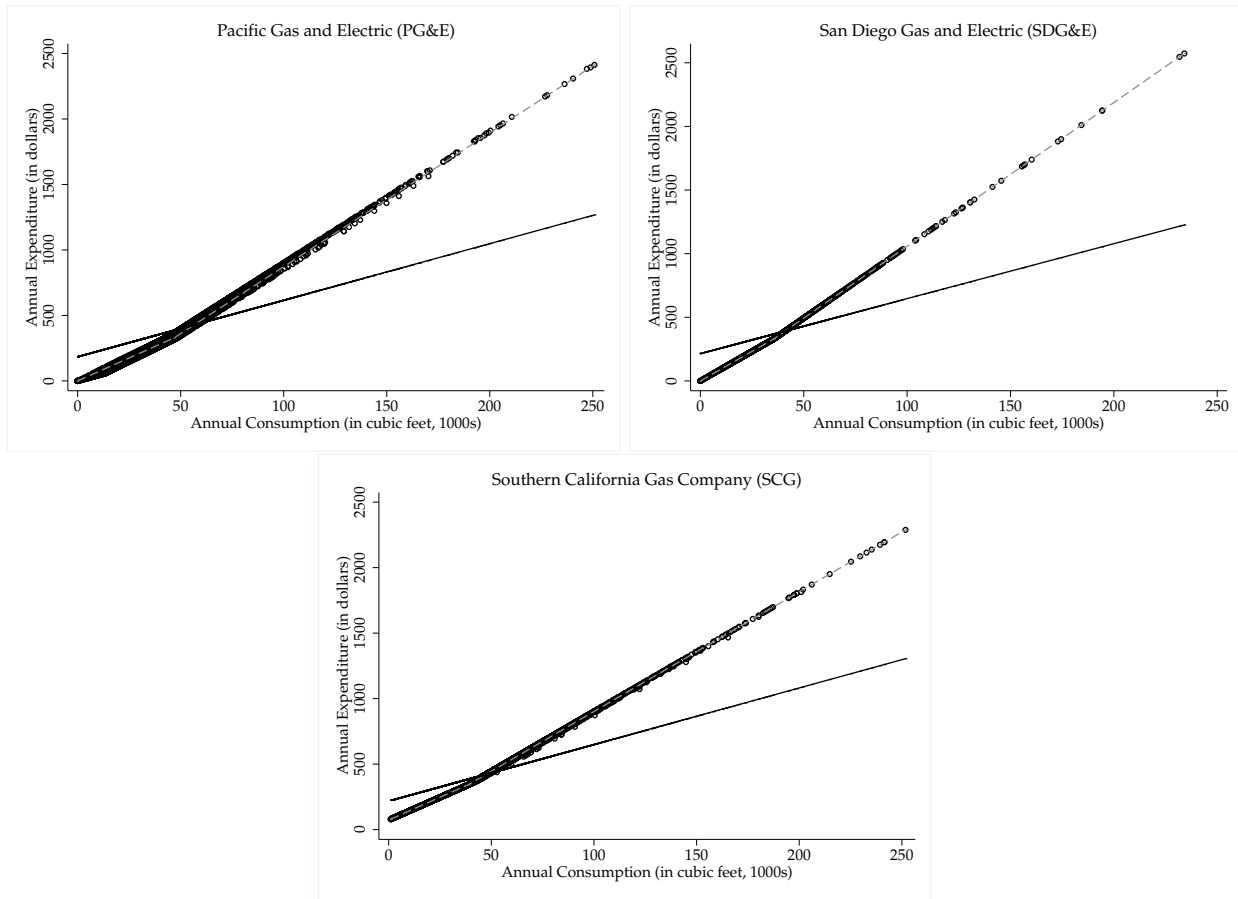 Pacific Gas and Electric (PG&E)
Annual Expenditure (in dollars)
2500
2000
1500
1000
500
0
0 50 100 150 200 250
Annual Consumption (in cubic feet, 1000s)
San Diego Gas and Electric (SDG&E)
Annual Expenditure (in dollars)
2500
2000
1500
1000
500
0
0 50 100 150 200 250
Annual Consumption (in cubic feet, 1000s)
Southern California Gas Company (SCG)
Annual Expenditure (in dollars)
2500
2000
1500
1000
500
0
0 50 100 150 200 250
Annual Consumption (in cubic feet, 1000s)